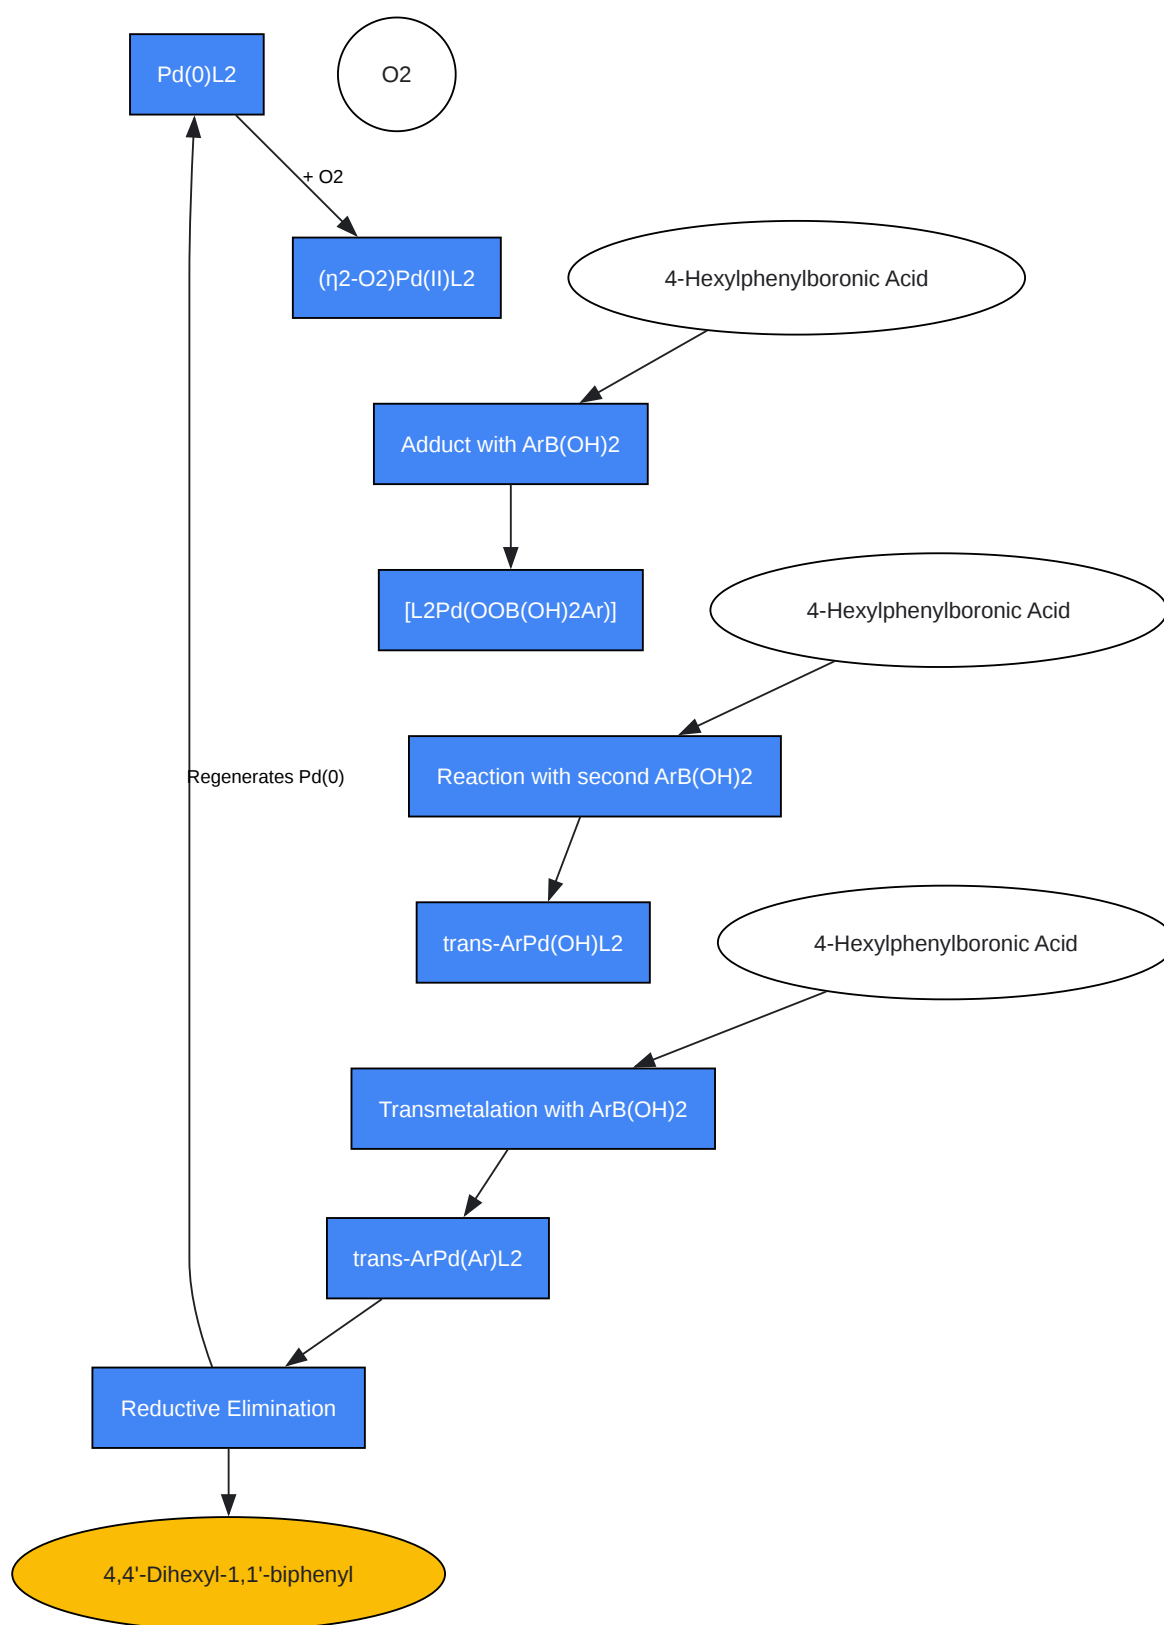 Pd(0)L2
O2
+ O2
(η2-O2)Pd(II)L2
4-Hexylphenylboronic Acid
Adduct with ArB(OH)2
[L2Pd(OOB(OH)2Ar)]
4-Hexylphenylboronic Acid
Regenerates Pd(0)
Reaction with second ArB(OH)2
trans-ArPd(OH)L2
4-Hexylphenylboronic Acid
Transmetalation with ArB(OH)2
trans-ArPd(Ar)L2
Reductive Elimination
4,4'-Dihexyl-1,1'-biphenyl